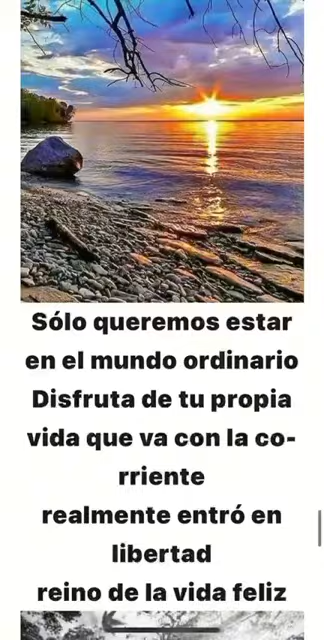 Sólo queremos estar
en el mundo ordinario
Disfruta de tu propia
vida que va con la co-
rriente
realmente entró en
libertad
reino de la vida feliz